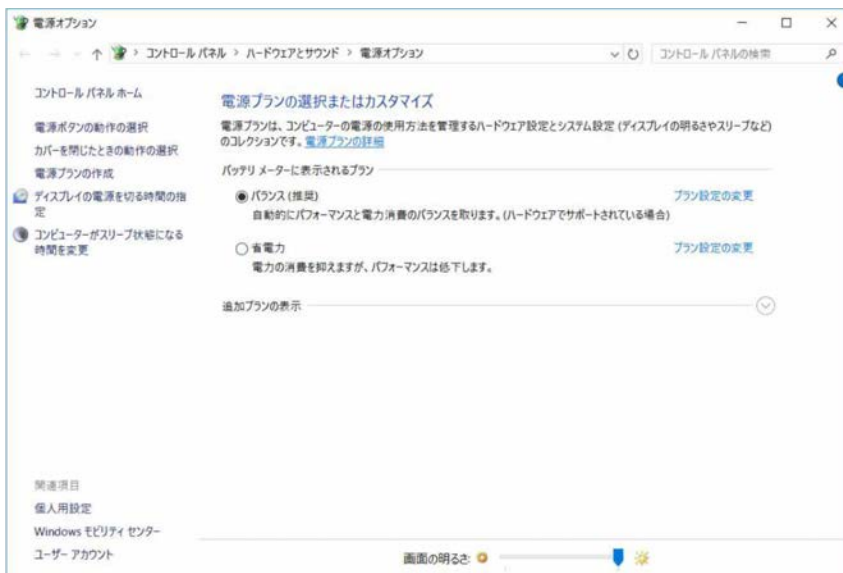 電源オプション
コントロール パネル › ハードウェアとサウンド › 電源オプション
コントロール パネルの検索
コントロール パネル ホーム
電源ボタンの動作の選択
カバーを閉じたときの動作の選択
電源プランの作成
ディスプレイの電源を切る時間の指
定
コンピューターがスリープ状態になる
時間を変更
電源プランの選択またはカスタマイズ
電源プランは、コンピューターの電源の使用方法を管理するハードウェア設定とシステム設定 (ディスプレイの明るさやスリープなど)
のコレクションです。電源プランの詳細
バッテリ メーターに表示されるプラン
バランス (推奨)
プラン設定の変更
自動的にパフォーマンスと電力消費のバランスを取ります。(ハードウェアでサポートされている場合)
省電力
プラン設定の変更
電力の消費を抑えますが、パフォーマンスは低下します。
追加プランの表示
関連項目
個人用設定
Windows モビリティ センター
ユーザー アカウント
画面の明るさ: